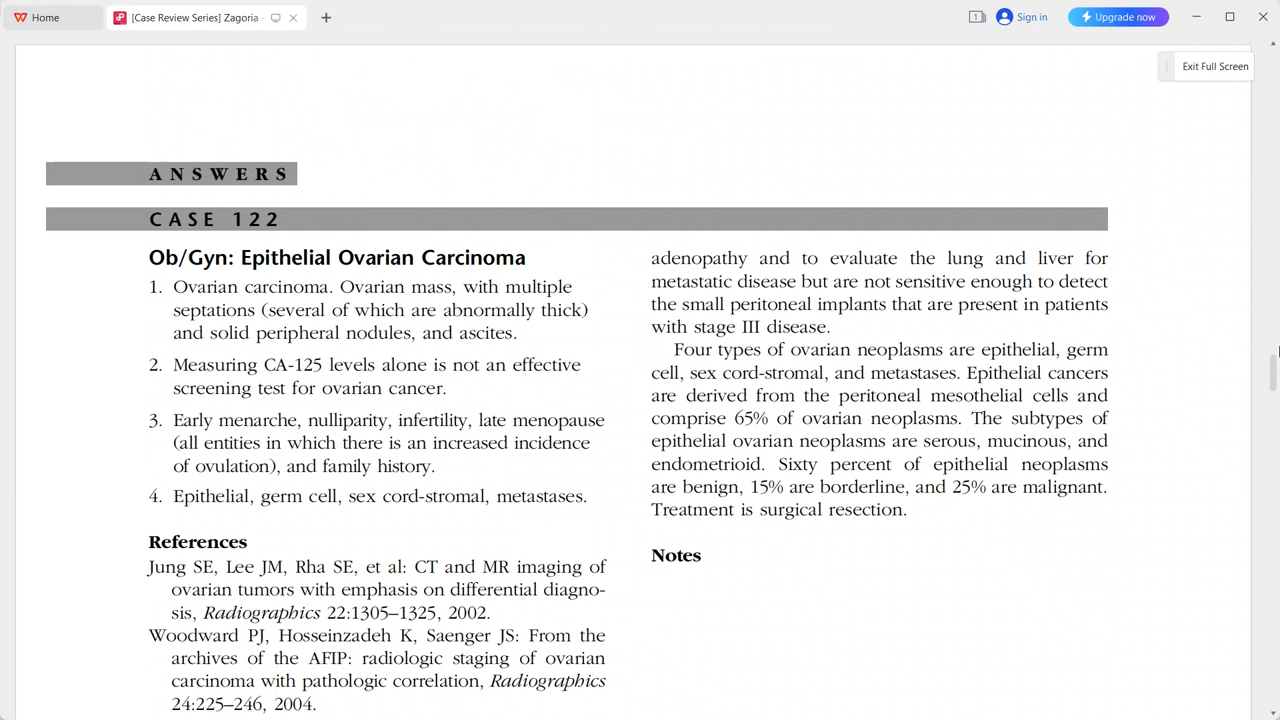 Home
[Case Review Series] Zagoria
1
Sign in
Upgrade now
Exit Full Screen
ANSWERS
CASE 122
Ob/Gyn: Epithelial Ovarian Carcinoma
1. Ovarian carcinoma. Ovarian mass, with multiple
septations (several of which are abnormally thick)
and solid peripheral nodules, and ascites.
2. Measuring CA-125 levels alone is not an effective
screening test for ovarian cancer.
3. Early menarche, nulliparity, infertility, late menopause
(all entities in which there is an increased incidence
of ovulation), and family history.
4. Epithelial, germ cell, sex cord-stromal, metastases.
References
Jung SE, Lee JM, Rha SE, et al: CT and MR imaging of
ovarian tumors with emphasis on differential diagno-
sis, Radiographics 22:1305–1325, 2002.
Woodward PJ, Hosseinzadeh K, Saenger JS: From the
archives of the AFIP: radiologic staging of ovarian
carcinoma with pathologic correlation, Radiographics
24:225–246, 2004.
adenopathy and to evaluate the lung and liver for
metastatic disease but are not sensitive enough to detect
the small peritoneal implants that are present in patients
with stage III disease.
Four types of ovarian neoplasms are epithelial, germ
cell, sex cord-stromal, and metastases. Epithelial cancers
are derived from the peritoneal mesothelial cells and
comprise 65% of ovarian neoplasms. The subtypes of
epithelial ovarian neoplasms are serous, mucinous, and
endometrioid. Sixty percent of epithelial neoplasms
are benign, 15% are borderline, and 25% are malignant.
Treatment is surgical resection.
Notes